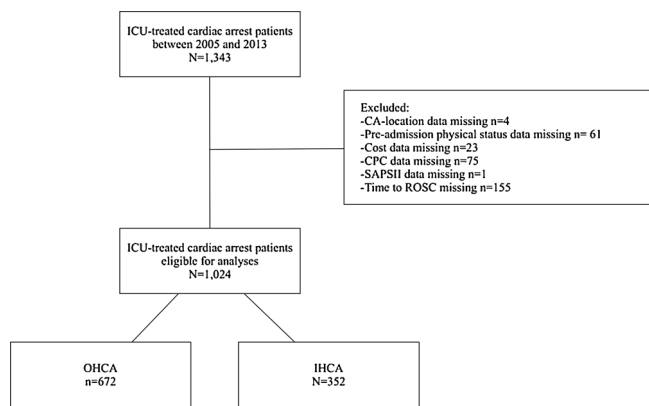 ICU-treated cardiac arrest patients
between 2005 and 2013
N=1,343
Excluded:
-CA-location data missing n=4
-Pre-admission physical status data missing n= 61
-Cost data missing n=23
-CPC data missing n=75
-SAPSII data missing n=1
-Time to ROSC missing n=155
ICU-treated cardiac arrest patients
eligible for analyses
N=1,024
OHCA
n=672
IHCA
N=352